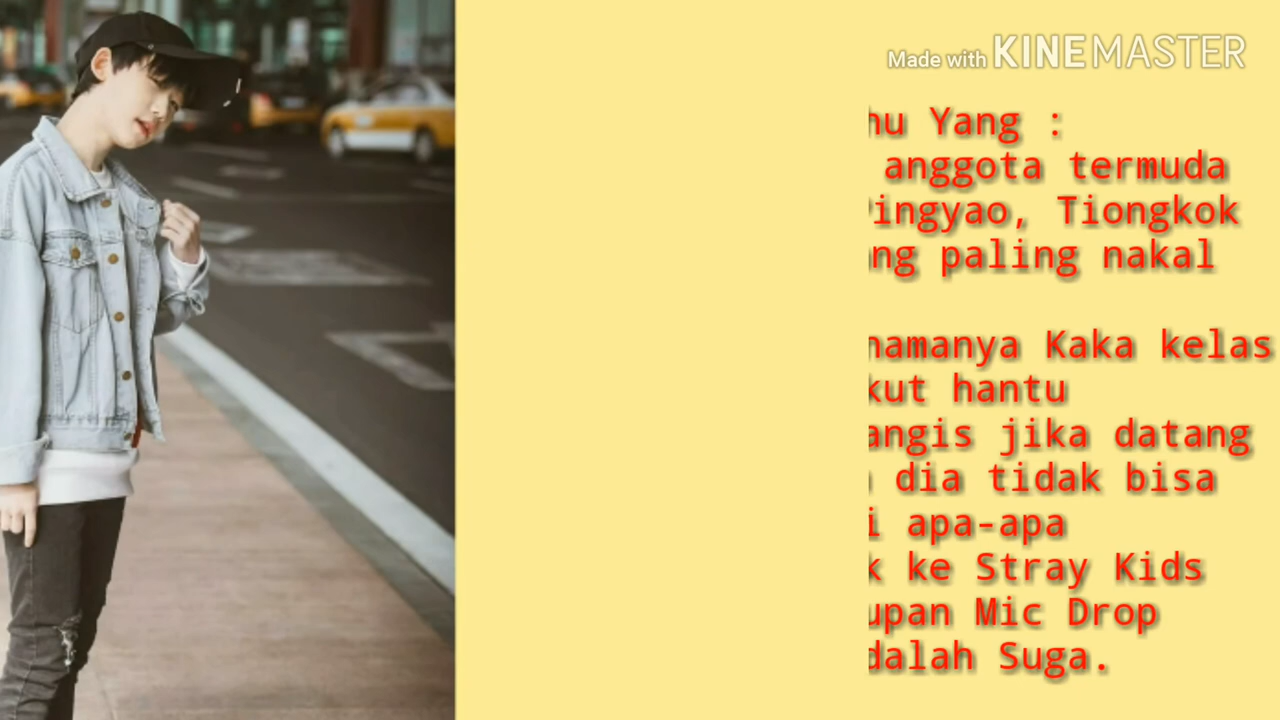 Made with KINEMASTER
hu Yang :
anggota termuda
ingyao, Tiongkok
ng paling nakal
namanya Kaka kelas
kut hantu
angis jika datang
dia tidak bisa
i apa-apa
k ke Stray Kids
upan Mic Drop
dalah Suga.